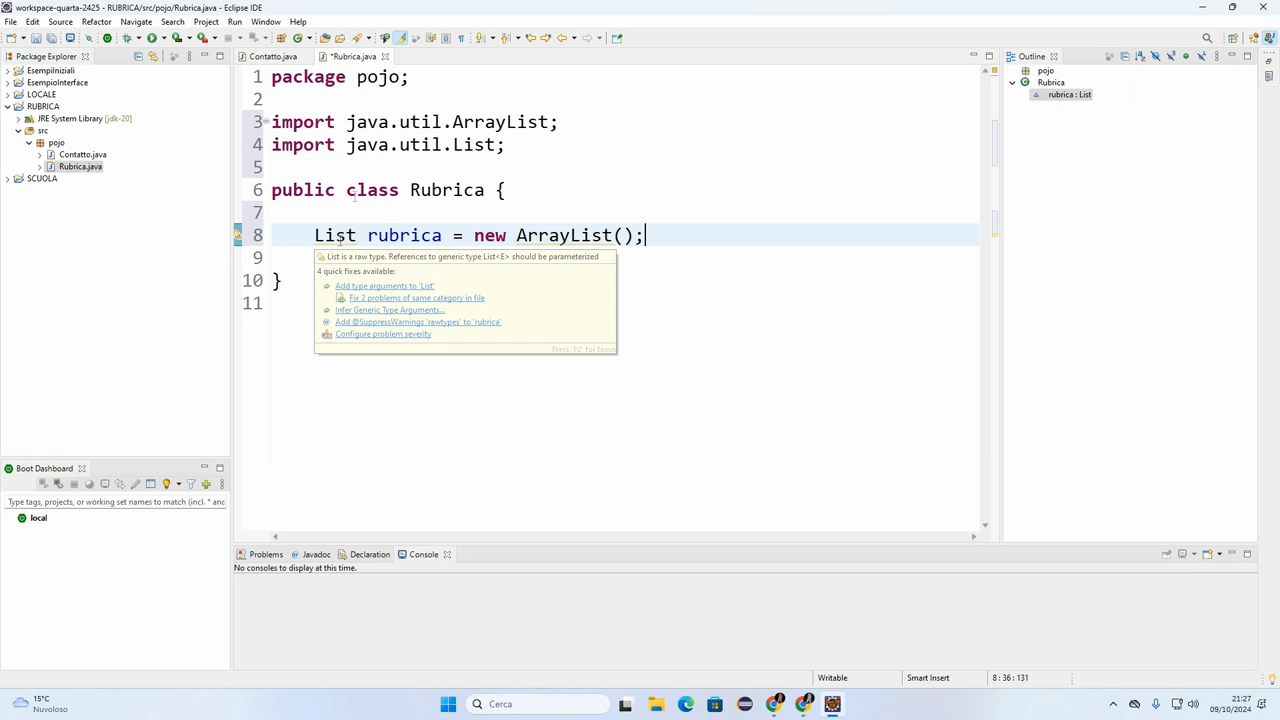 workspace-quarta-2425 - RUBRICA/src/pojo/Rubrica.java - Eclipse IDE
File Edit Source Refactor Navigate Search Project Run Window Help
Package Explorer
EsempiIniziali
EsempioInterface
LOCALE
RUBRICA
JRE System Library [jdk-20]
src
pojo
Contatto.java
Rubrica.java
SCUOLA
Boot Dashboard
Type tags, projects, or working set names to match (incl. * and
local
Contatto.java *Rubrica.java
1 package pojo;
2
3 import java.util.ArrayList;
4 import java.util.List;
5
6 public class Rubrica {
7
8 List rubrica = new ArrayList();
9
10 }
11
List is a raw type. References to generic type List<E> should be parameterized
4 quick fixes available:
Add type arguments to 'List'
Fix 2 problems of same category in file
Infer Generic Type Arguments...
Add @SuppressWarnings 'rawtypes' to 'rubrica'
Configure problem severity
Press 'F2' for focus
Outline
pojo
Rubrica
rubrica : List
Problems Javadoc Declaration Console
No consoles to display at this time.
Writable Smart Insert 8 : 36 : 131
15°C
Nuvoloso
Cerca
21:27
09/10/2024